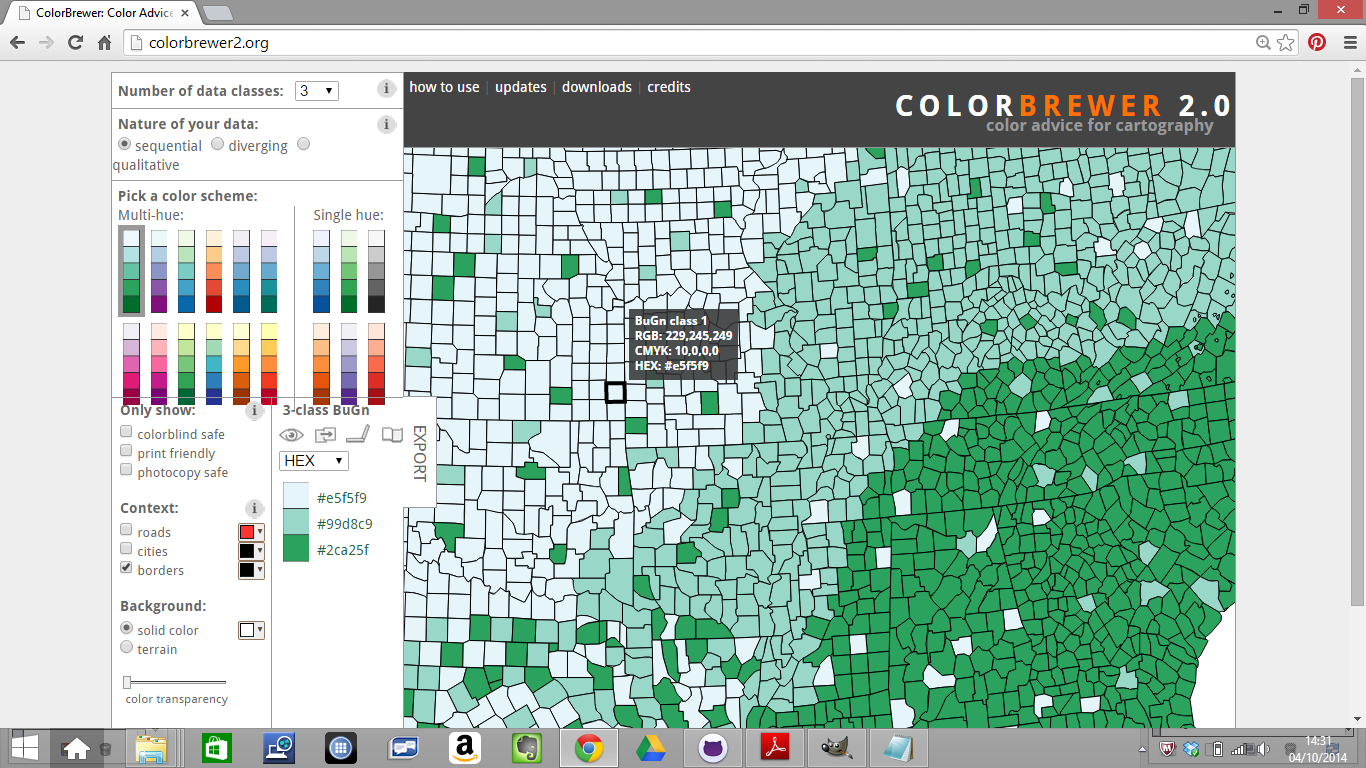 ColorBrewer: Color Advice
colorbrewer2.org
Number of data classes: 3
how to use updates downloads credits
COLORBREWER 2.0
color advice for cartography
Nature of your data:
sequential diverging
qualitative
Pick a color scheme:
Multi-hue: Single hue:
BuGn class 1
RGB: 229,245,249
CMYK: 10,0,0,0
HEX: #e5f5f9
Only show:
colorblind safe
print friendly
photocopy safe
3-class BuGn
EXPORT
HEX
#e5f5f9
#99d8c9
#2ca25f
Context:
roads
cities
borders
Background:
solid color
terrain
color transparency
14:31
04/10/2014